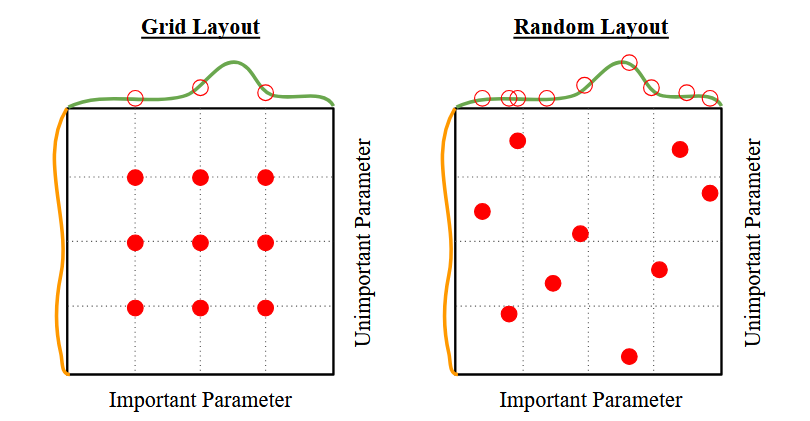 Grid Layout
Unimportant Parameter
Important Parameter
Random Layout
Unimportant Parameter
Important Parameter